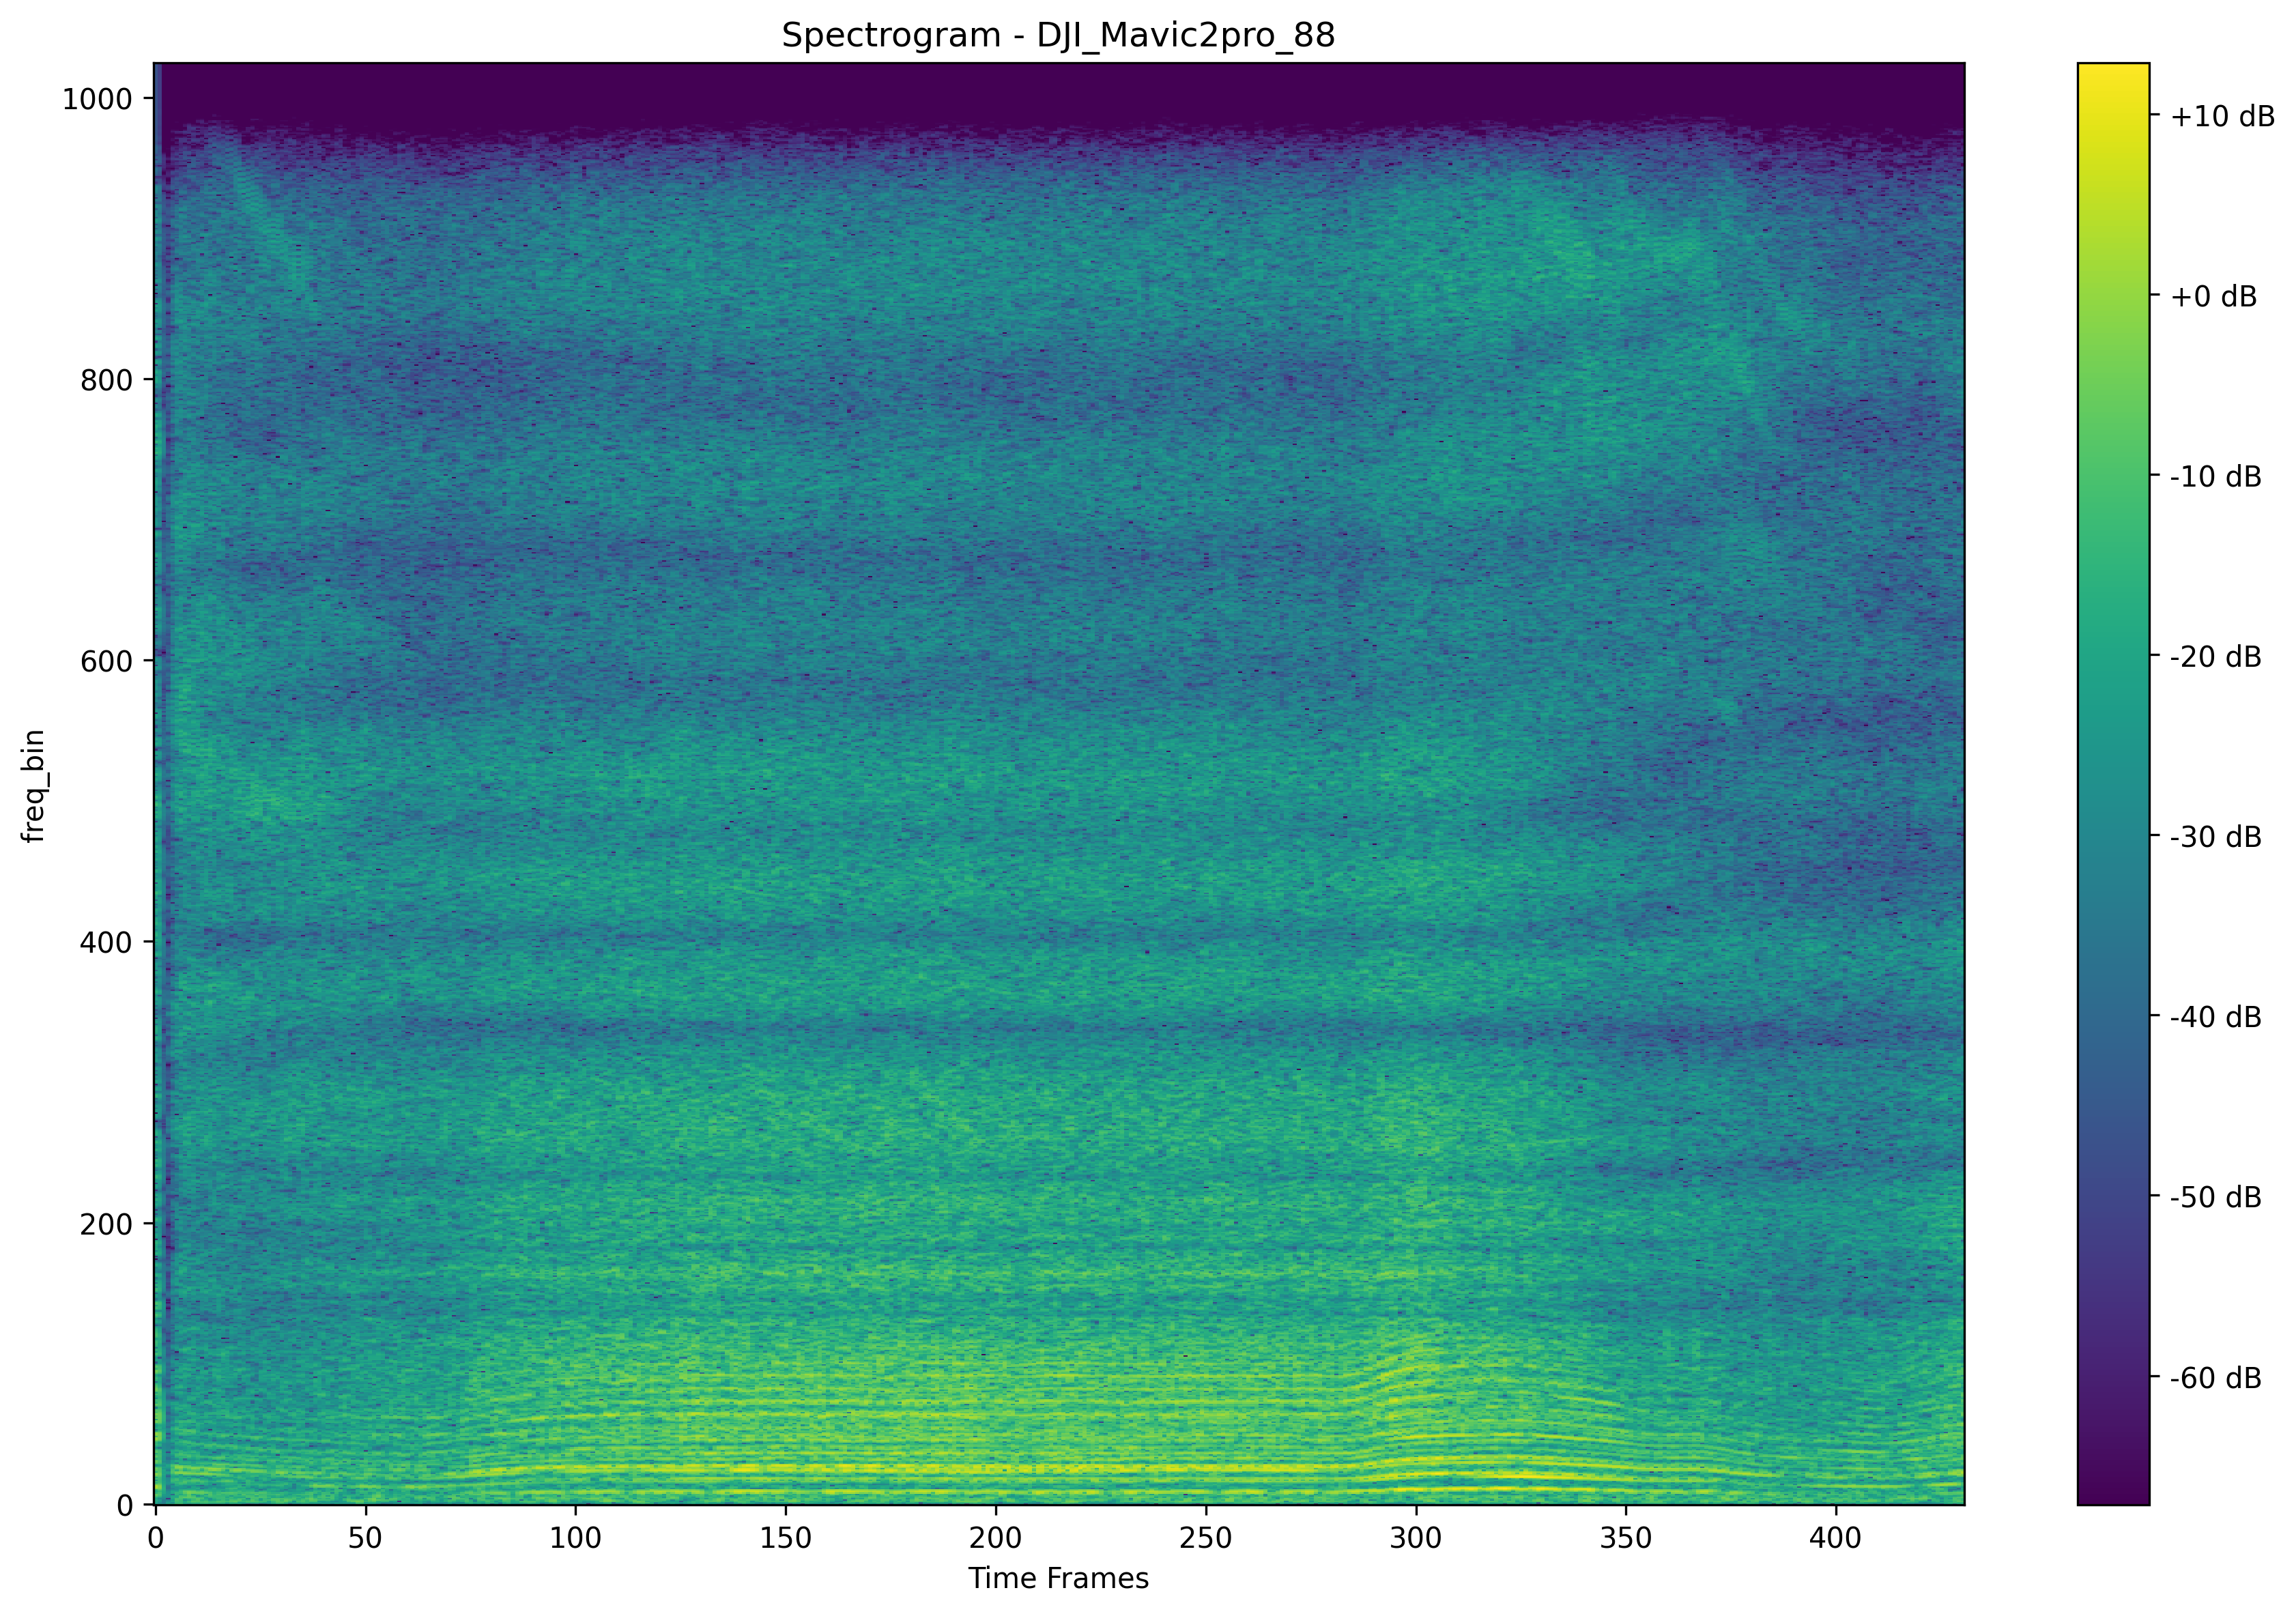 Spectrogram - DJI_Mavic2pro_88
1000
800
600
400
200
0
freq_bin
0 50 100 150 200 250 300 350 400
Time Frames
+10 dB
+0 dB
-10 dB
-20 dB
-30 dB
-40 dB
-50 dB
-60 dB